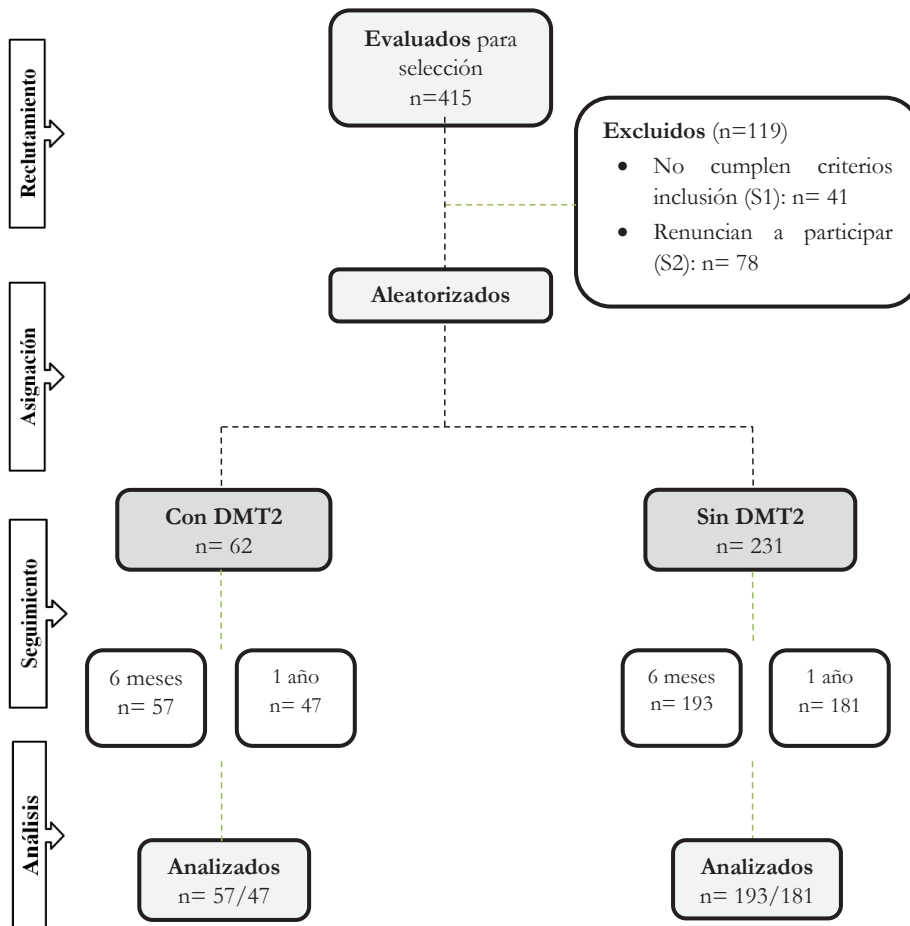 Reclutamiento
Evaluados para
selección
n=415
Excluidos (n=119)
• No cumplen criterios
inclusión (S1): n= 41
• Renuncian a participar
(S2): n= 78
Asignación
Aleatorizados
Con DMT2
n= 62
Sin DMT2
n= 231
Seguimiento
6 meses
n= 57
1 año
n= 47
6 meses
n= 193
1 año
n= 181
Análisis
Analizados
n= 57/47
Analizados
n= 193/181